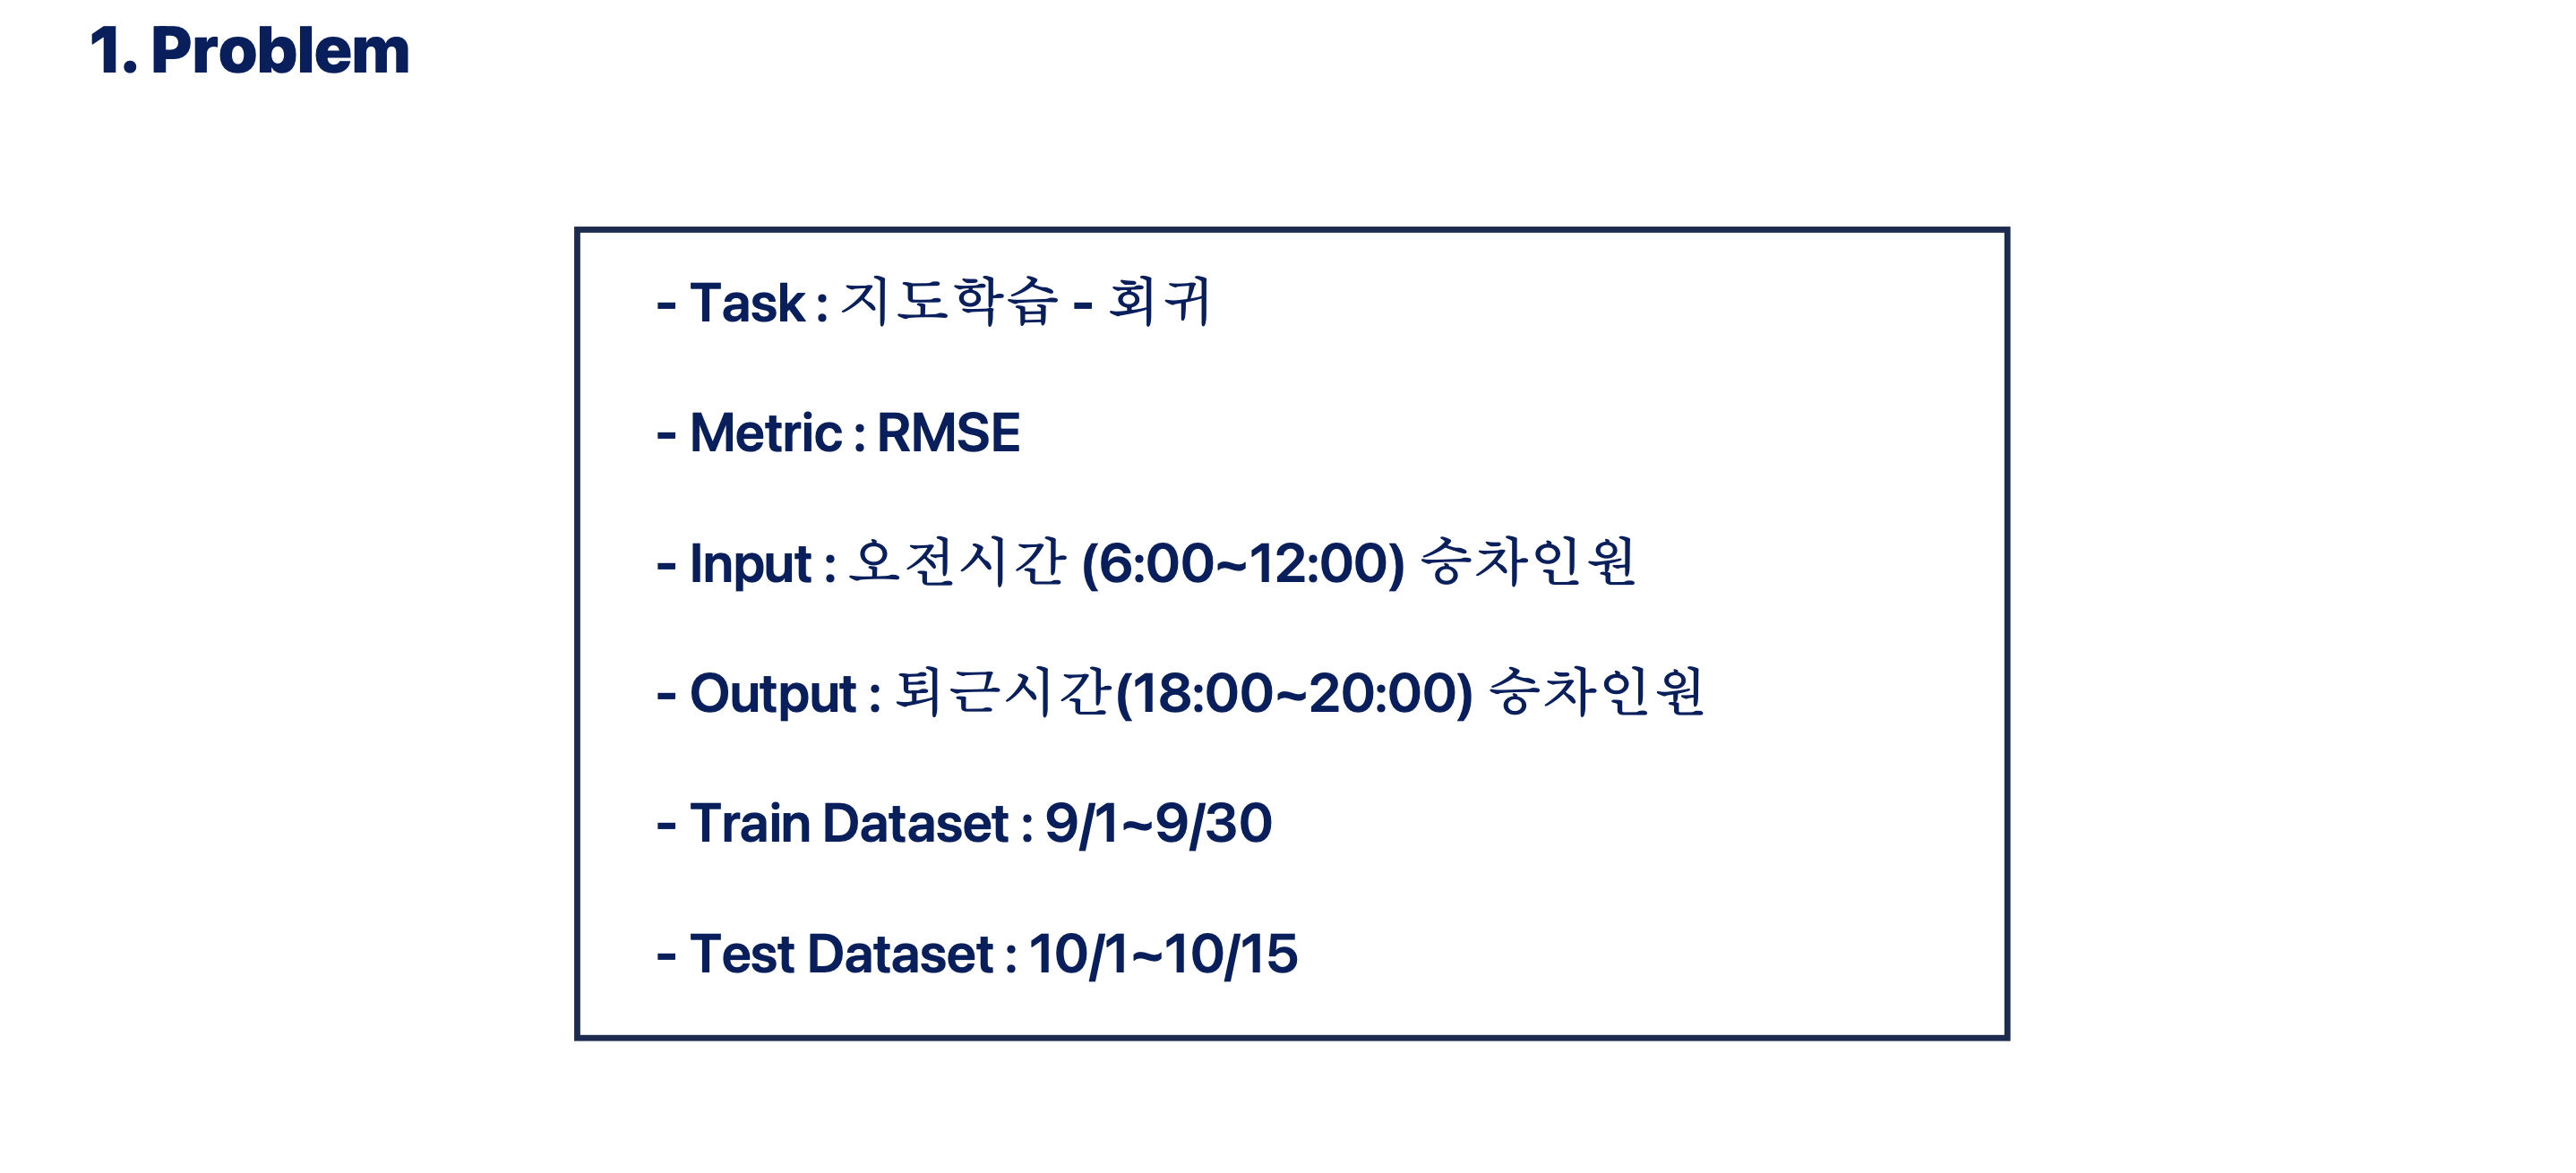 1. Problem
- Task : 지도학습 - 회귀
- Metric : RMSE
- Input : 오전시간 (6:00~12:00) 승차인원
- Output : 퇴근시간(18:00~20:00) 승차인원
- Train Dataset : 9/1~9/30
- Test Dataset : 10/1~10/15